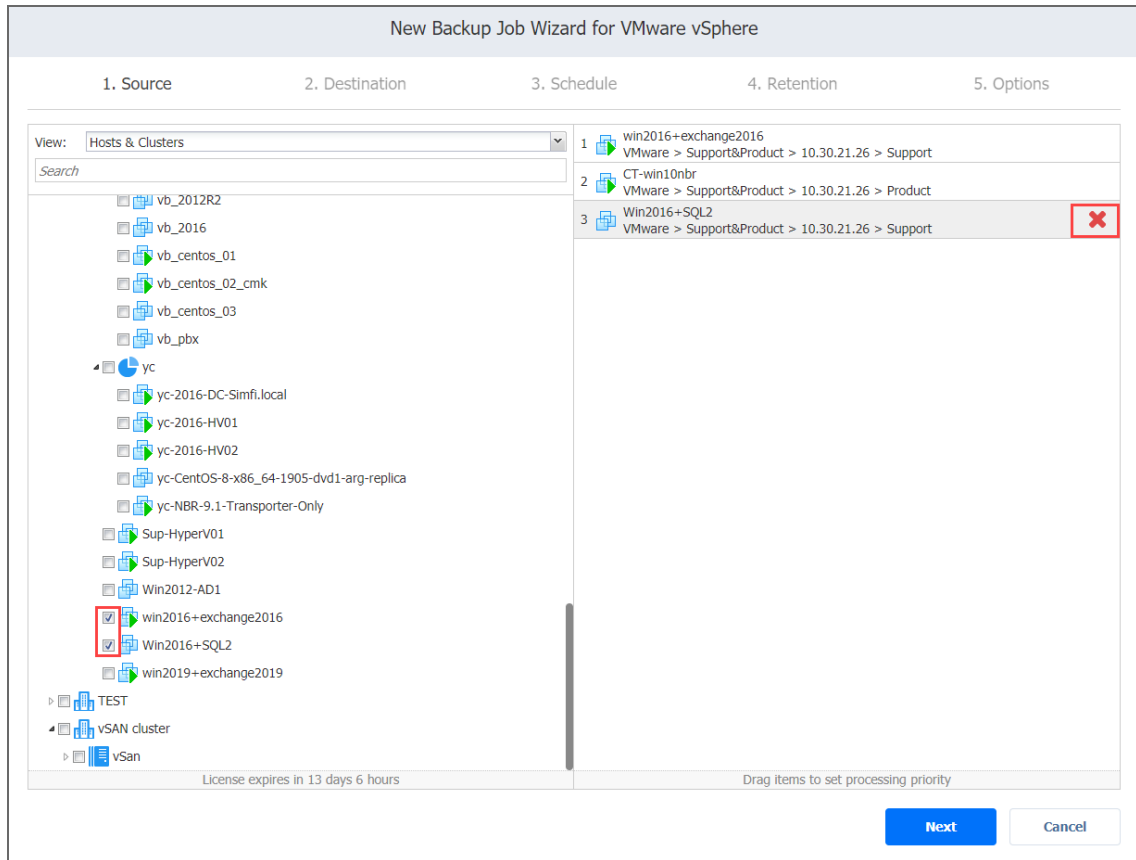 New Backup Job Wizard for VMware vSphere
1. Source
2. Destination
3. Schedule
4. Retention
5. Options
View:
Hosts & Clusters
Search
vb_2012R2
vb_2016
vb_centos_01
vb_centos_02_cmk
vb_centos_03
vb_pbx
yc
yc-2016-DC-Simfi.local
yc-2016-HV01
yc-2016-HV02
yc-CentOS-8-x86_64-1905-dvd1-arg-replica
yc-NBR-9.1-Transporter-Only
Sup-HyperV01
Sup-HyperV02
Win2012-AD1
win2016+exchange2016
Win2016+SQL2
win2019+exchange2019
TEST
vSAN cluster
vSan
License expires in 13 days 6 hours
1 win2016+exchange2016
VMware > Support&Product > 10.30.21.26 > Support
2 CT-win10nbr
VMware > Support&Product > 10.30.21.26 > Product
3 Win2016+SQL2
VMware > Support&Product > 10.30.21.26 > Support
Drag items to set processing priority
Next
Cancel